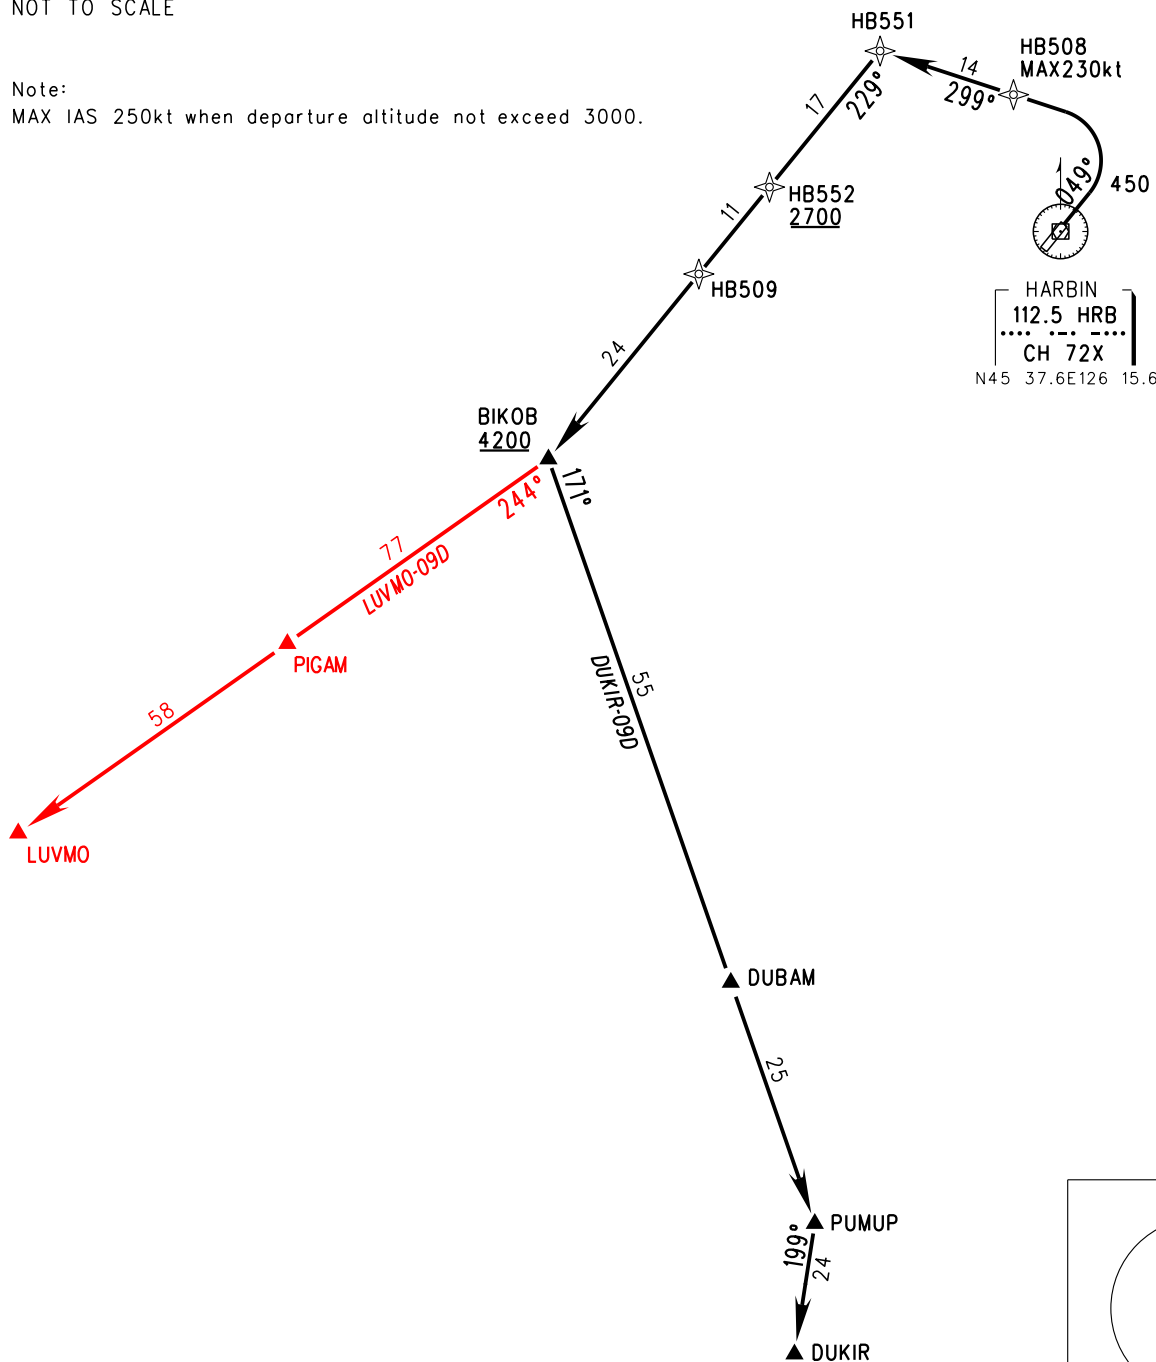 NOT TO SCALE
Note:
MAX IAS 250kt when departure altitude not exceed 3000.
HB551
HB508
MAX230kt
14
299°
17
229°
049°
450
HB552
2700
11
HB509
HARBIN
112.5 HRB
CH 72X
N45 37.6E126 15.6
24
BIKOB
4200
171°
244°
77
LUVMO-09D
PIGAM
58
LUVMO
55
DUKIR-09D
DUBAM
25
PUMUP
199°
24
DUKIR